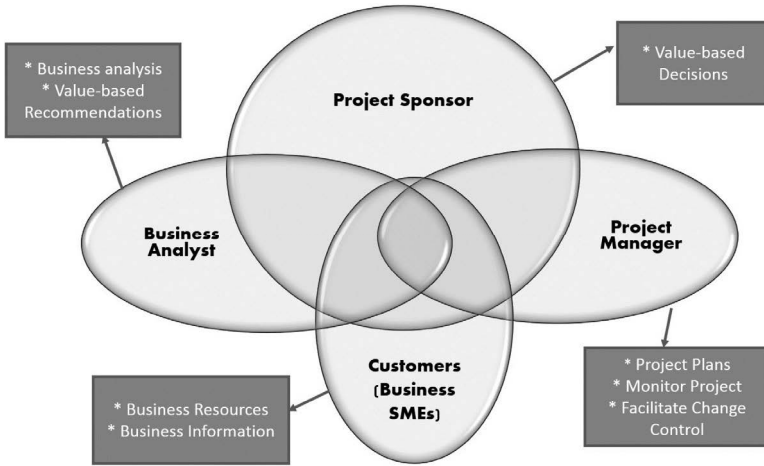 * Business analysis
* Value-based
Recommendations
Project Sponsor
* Value-based
Decisions
Business
Analyst
Project
Manager
Customers
(Business
SMEs)
* Business Resources
* Business Information
* Project Plans
* Monitor Project
* Facilitate Change
Control